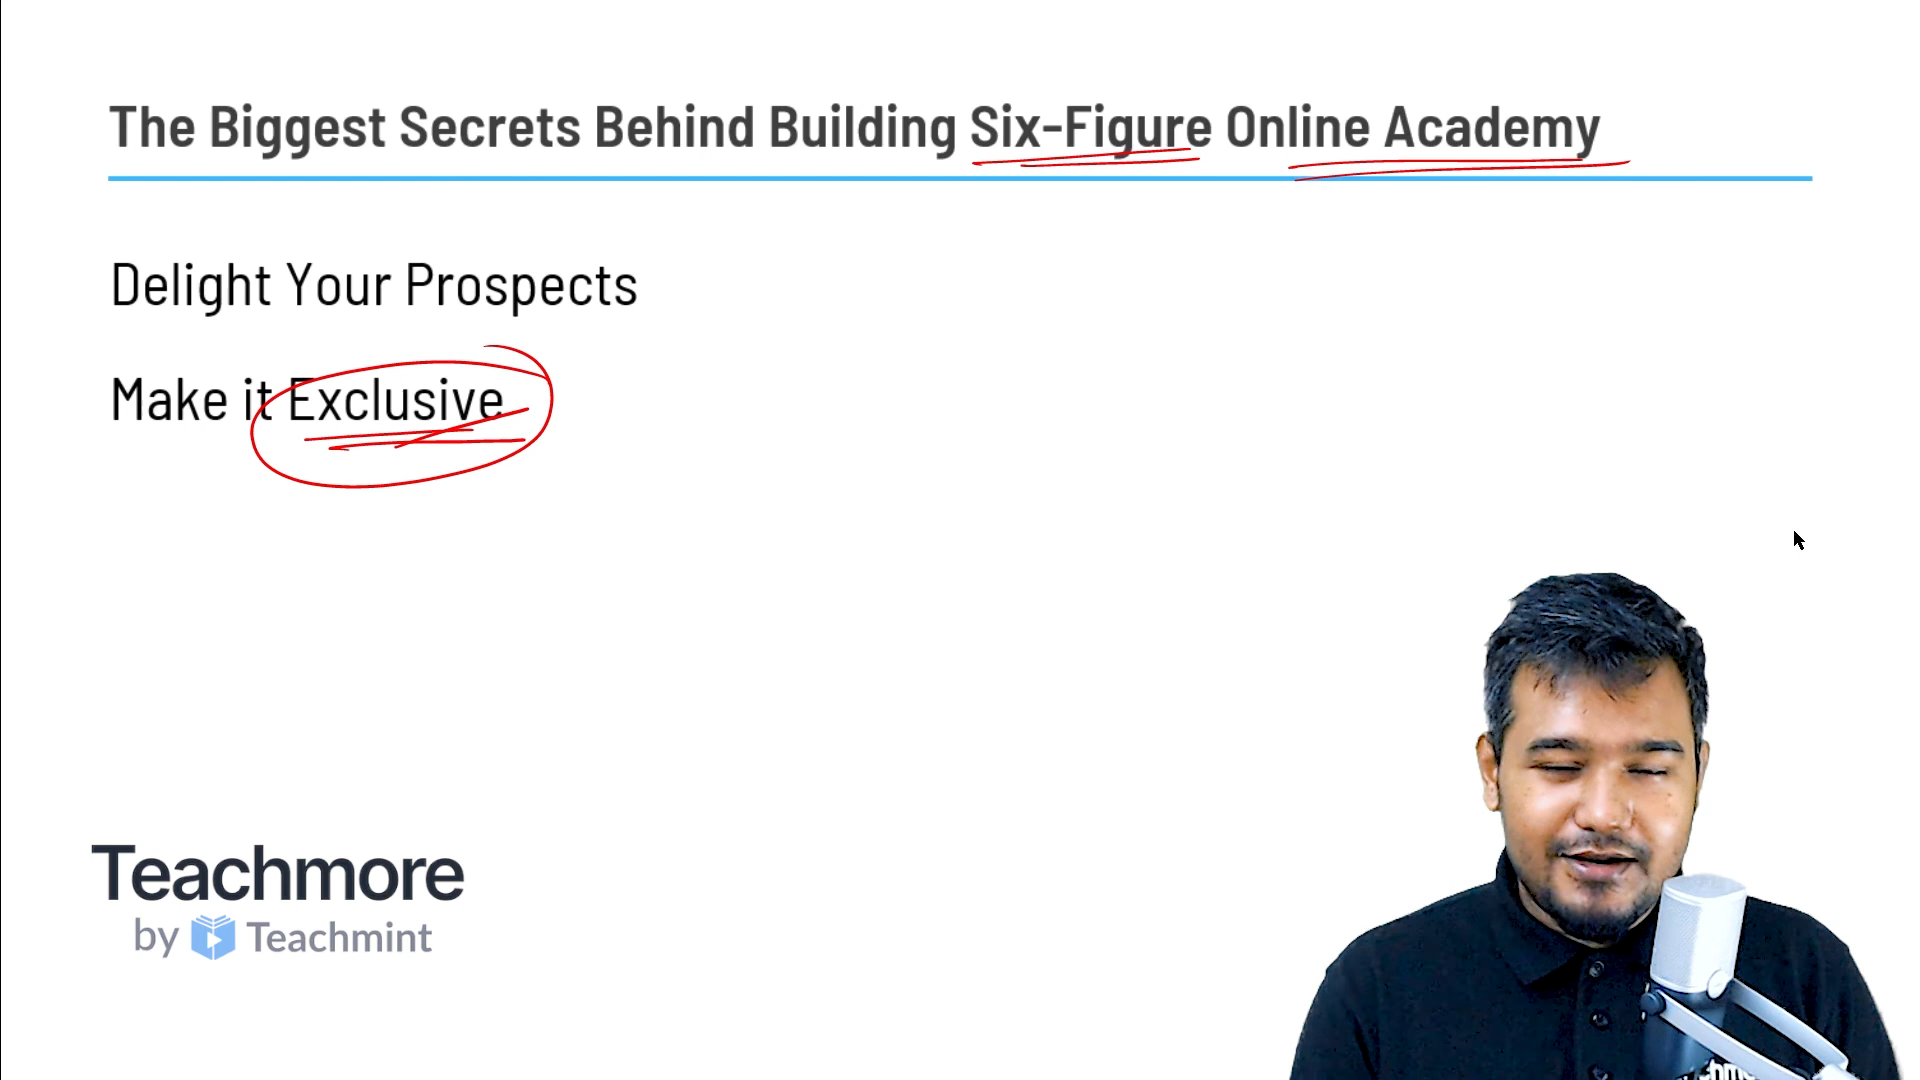 The Biggest Secrets Behind Building Six-Figure Online Academy
Delight Your Prospects
Make it Exclusive
Teachmore
by Teachmint